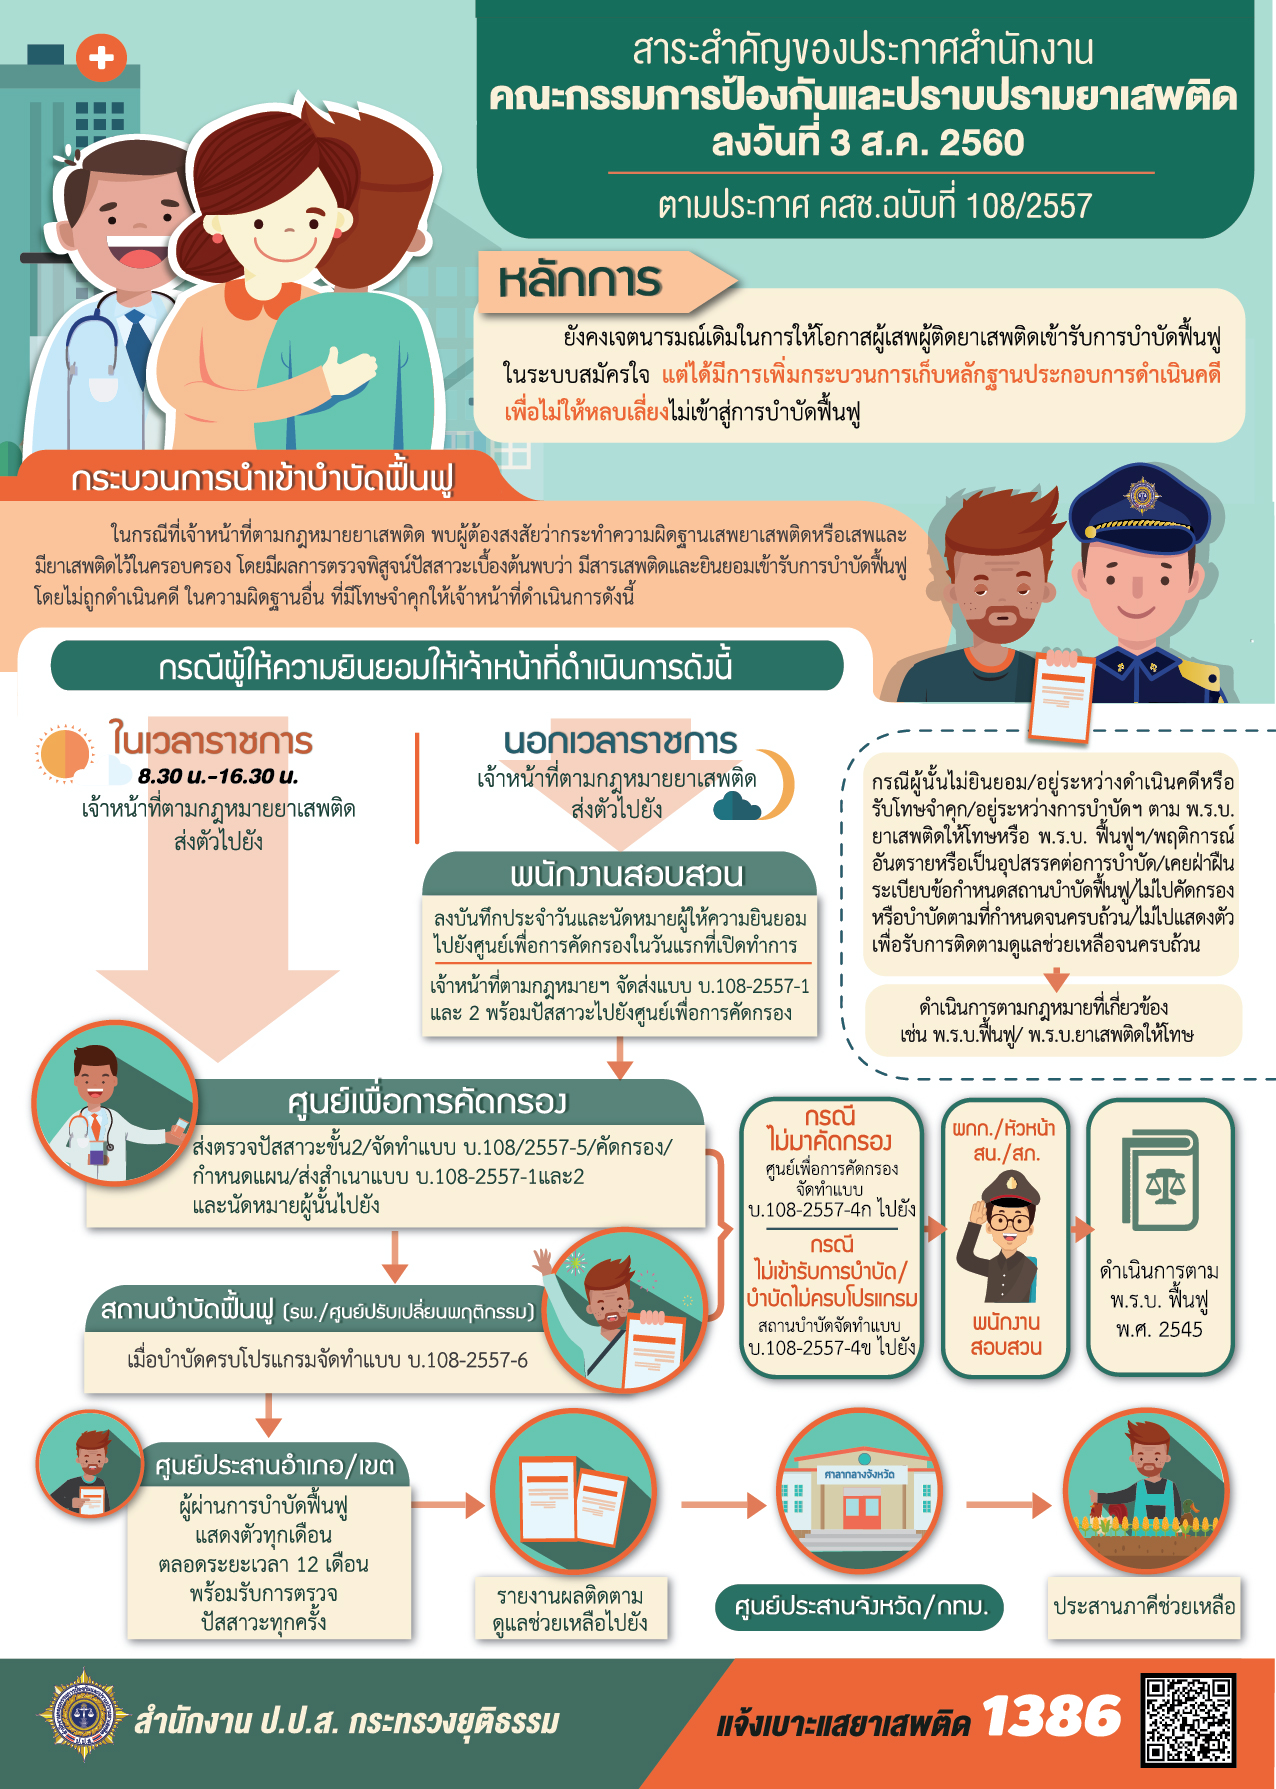 สาระสำคัญของประกาศสำนักงาน
คณะกรรมการป้องกันและปราบปรามยาเสพติด
ลงวันที่ 3 ส.ค. 2560
ตามประกาศ คสช.ฉบับที่ 108/2557
หลักการ
ยังคงเจตนารมณ์เดิมในการให้โอกาสผู้เสพผู้ติดยาเสพติดเข้ารับการบำบัดฟื้นฟู
ในระบบสมัครใจ แต่ได้มีการเพิ่มกระบวนการเก็บหลักฐานประกอบการดำเนินคดี
เพื่อไม่ให้หลบเลี่ยงไม่เข้าสู่การบำบัดฟื้นฟู
กระบวนการนำเข้าบำบัดฟื้นฟู
ในกรณีที่เจ้าหน้าที่ตามกฎหมายยาเสพติด พบผู้ต้องสงสัยว่ากระทำความผิดฐานเสพยาเสพติดหรือเสพและ
มียาเสพติดไว้ในครอบครอง โดยมีผลการตรวจพิสูจน์ปัสสาวะเบื้องต้นพบว่า มีสารเสพติดและยินยอมเข้ารับการบำบัดฟื้นฟู
โดยไม่ถูกดำเนินคดี ในความผิดฐานอื่น ที่มีโทษจำคุกให้เจ้าหน้าที่ดำเนินการดังนี้
กรณีผู้ให้ความยินยอมให้เจ้าหน้าที่ดำเนินการดังนี้
ในเวลาราชการ
8.30 น.-16.30 น.
เจ้าหน้าที่ตามกฎหมายยาเสพติด
ส่งตัวไปยัง
นอกเวลาราชการ
เจ้าหน้าที่ตามกฎหมายยาเสพติด
ส่งตัวไปยัง
พนักงานสอบสวน
ลงบันทึกประจำวันและนัดหมายผู้ให้ความยินยอม
ไปยังศูนย์เพื่อการคัดกรองในวันแรกที่เปิดทำการ
เจ้าหน้าที่ตามกฎหมายฯ จัดส่งแบบ บ.108-2557-1
และ 2 พร้อมปัสสาวะไปยังศูนย์เพื่อการคัดกรอง
กรณีผู้นั้นไม่ยินยอม/อยู่ระหว่างดำเนินคดีหรือ
รับโทษจำคุก/อยู่ระหว่างการบำบัดฯ ตาม พ.ร.บ.
ยาเสพติดให้โทษหรือ พ.ร.บ. ฟื้นฟูฯ/พฤติการณ์
อันตรายหรือเป็นอุปสรรคต่อการบำบัด/เคยฝ่าฝืน
ระเบียบข้อกำหนดสถานบำบัดฟื้นฟู/ไม่ไปคัดกรอง
หรือบำบัดตามที่กำหนดจนครบถ้วน/ไม่ไปแสดงตัว
เพื่อรับการติดตามดูแลช่วยเหลือจนครบถ้วน
ดำเนินการตามกฎหมายที่เกี่ยวข้อง
เช่น พ.ร.บ.ฟื้นฟู/ พ.ร.บ.ยาเสพติดให้โทษ
ศูนย์เพื่อการคัดกรอง
ส่งตรวจปัสสาวะขั้น2/จัดทำแบบ บ.108/2557-5/คัดกรอง/
กำหนดแผน/ส่งสำเนาแบบ บ.108-2557-1และ2
และนัดหมายผู้นั้นไปยัง
สถานบำบัดฟื้นฟู (รพ./ศูนย์ปรับเปลี่ยนพฤติกรรม)
เมื่อบำบัดครบโปรแกรมจัดทำแบบ บ.108-2557-6
กรณี
ไม่มาคัดกรอง
ศูนย์เพื่อการคัดกรอง
จัดทำแบบ
บ.108-2557-4ก ไปยัง
กรณี
ไม่เข้ารับการบำบัด/
บำบัดไม่ครบโปรแกรม
สถานบำบัดจัดทำแบบ
บ.108-2557-4ข ไปยัง
ผกก./หัวหน้า
สน./สภ.
พนักงาน
สอบสวน
ดำเนินการตาม
พ.ร.บ. ฟื้นฟู
พ.ศ. 2545
ศูนย์ประสานอำเภอ/เขต
ผู้ผ่านการบำบัดฟื้นฟู
แสดงตัวทุกเดือน
ตลอดระยะเวลา 12 เดือน
พร้อมรับการตรวจ
ปัสสาวะทุกครั้ง
รายงานผลติดตาม
ดูแลช่วยเหลือไปยัง
ศาลากลางจังหวัด
ศูนย์ประสานจังหวัด/กทม.
ประสานภาคีช่วยเหลือ
สำนักงาน ป.ป.ส. กระทรวงยุติธรรม
แจ้งเบาะแสยาเสพติด 1386